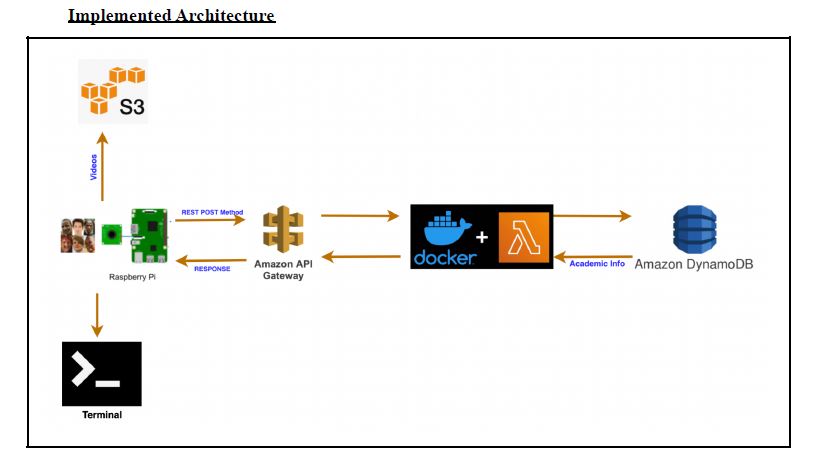 Implemented Architecture
S3
Videos
REST POST Method
RESPONSE
Raspberry Pi
Amazon API
Gateway
docker
+
λ
Academic Info
Amazon DynamoDB
>_
Terminal